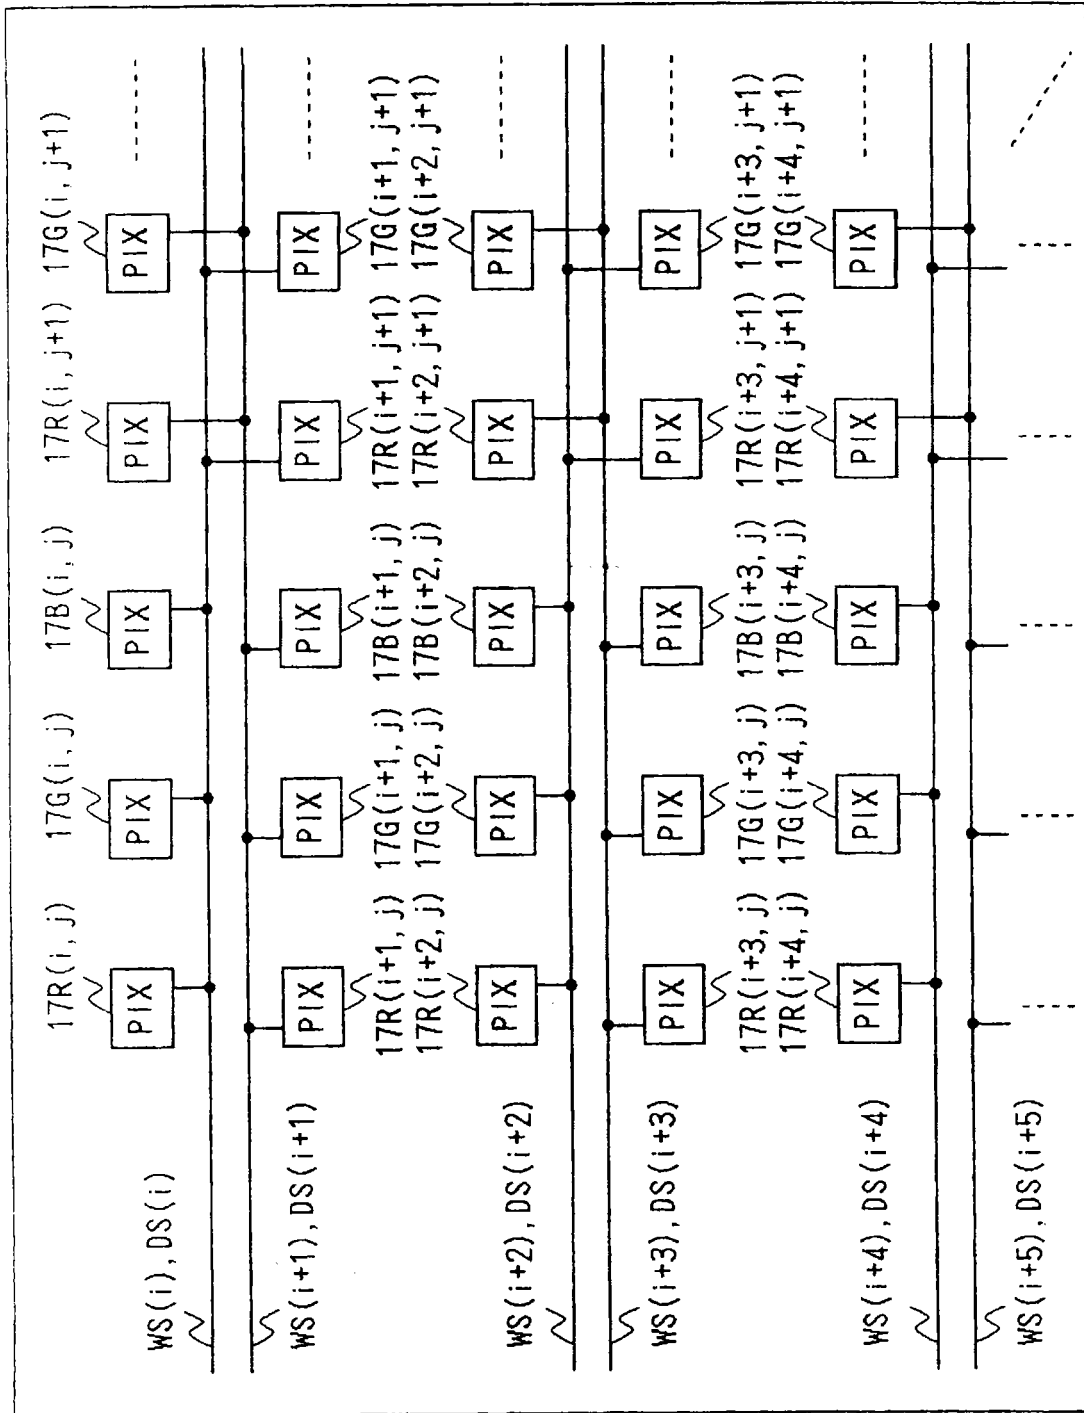 17R(i,j) 17G(i,j) 17B(i,j) 17R(i,j+1) 17G(i,j+1)
PIX PIX PIX PIX PIX
WS(i),DS(i)
WS(i+1),DS(i+1)
PIX PIX PIX PIX PIX
17R(i+1,j) 17G(i+1,j) 17B(i+1,j) 17R(i+1,j+1) 17G(i+1,j+1)
17R(i+2,j) 17G(i+2,j) 17B(i+2,j) 17R(i+2,j+1) 17G(i+2,j+1)
PIX PIX PIX PIX PIX
WS(i+2),DS(i+2)
WS(i+3),DS(i+3)
PIX PIX PIX PIX PIX
17R(i+3,j) 17G(i+3,j) 17B(i+3,j) 17R(i+3,j+1) 17G(i+3,j+1)
17R(i+4,j) 17G(i+4,j) 17B(i+4,j) 17R(i+4,j+1) 17G(i+4,j+1)
PIX PIX PIX PIX PIX
WS(i+4),DS(i+4)
WS(i+5),DS(i+5)